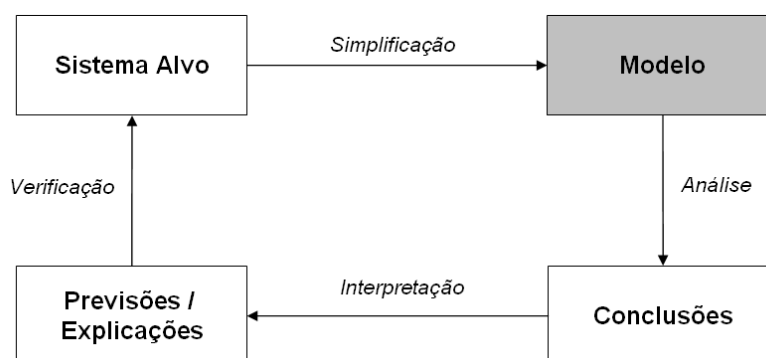 Simplificação
Sistema Alvo
Modelo
Verificação
Análise
Interpretação
Previsões /
Explicações
Conclusões